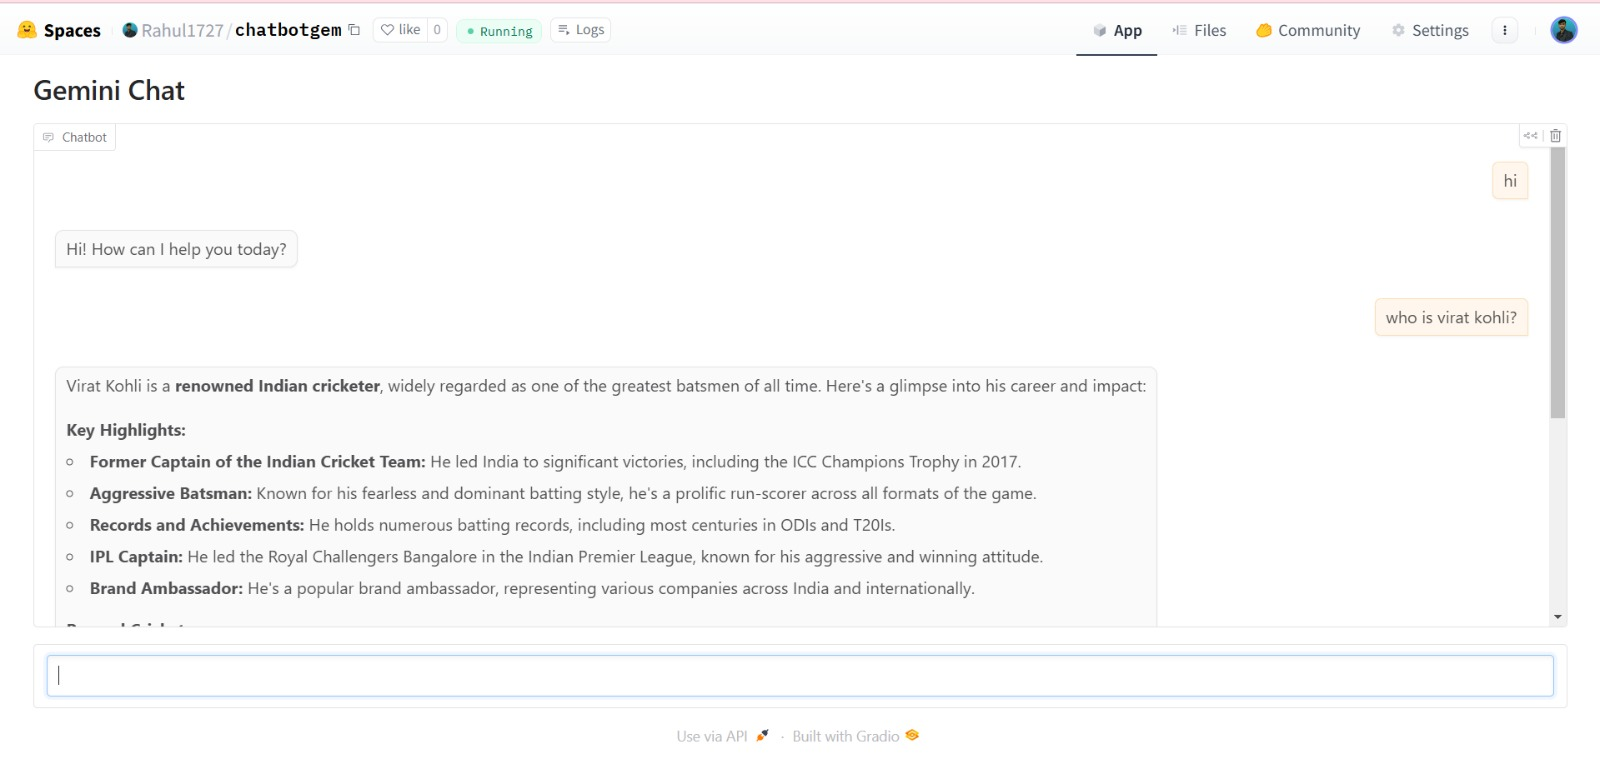 Spaces Rahul1727/chatbotgem like 0 Running Logs App Files Community Settings
Gemini Chat
Chatbot
hi
Hi! How can I help you today?
who is virat kohli?
Virat Kohli is a renowned Indian cricketer, widely regarded as one of the greatest batsmen of all time. Here's a glimpse into his career and impact:
Key Highlights:
Former Captain of the Indian Cricket Team: He led India to significant victories, including the ICC Champions Trophy in 2017.
Aggressive Batsman: Known for his fearless and dominant batting style, he's a prolific run-scorer across all formats of the game.
Records and Achievements: He holds numerous batting records, including most centuries in ODIs and T20Is.
IPL Captain: He led the Royal Challengers Bangalore in the Indian Premier League, known for his aggressive and winning attitude.
Brand Ambassador: He's a popular brand ambassador, representing various companies across India and internationally.
Use via API · Built with Gradio